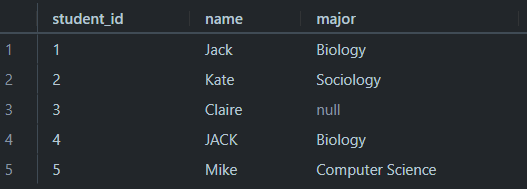 student_id name major
1 1 Jack Biology
2 2 Kate Sociology
3 3 Claire null
4 4 JACK Biology
5 5 Mike Computer Science